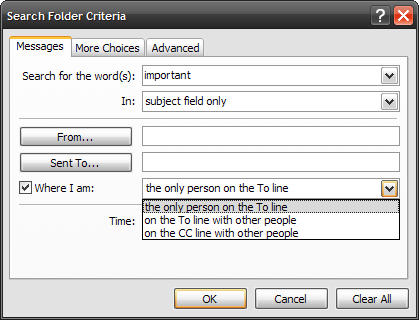 Search Folder Criteria
Messages More Choices Advanced
Search for the word(s): important
In: subject field only
From...
Sent To...
Where I am: the only person on the To line
the only person on the To line
Time: on the To line with other people
on the CC line with other people
OK Cancel Clear All